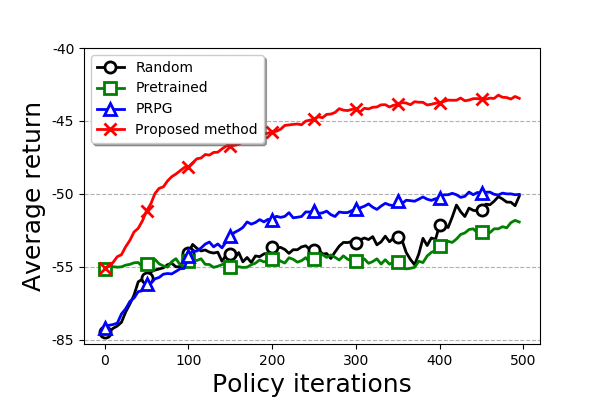 -40
-45
-50
-55
-85
Average return
Random
Pretrained
PRPG
Proposed method
0 100 200 300 400 500
Policy iterations